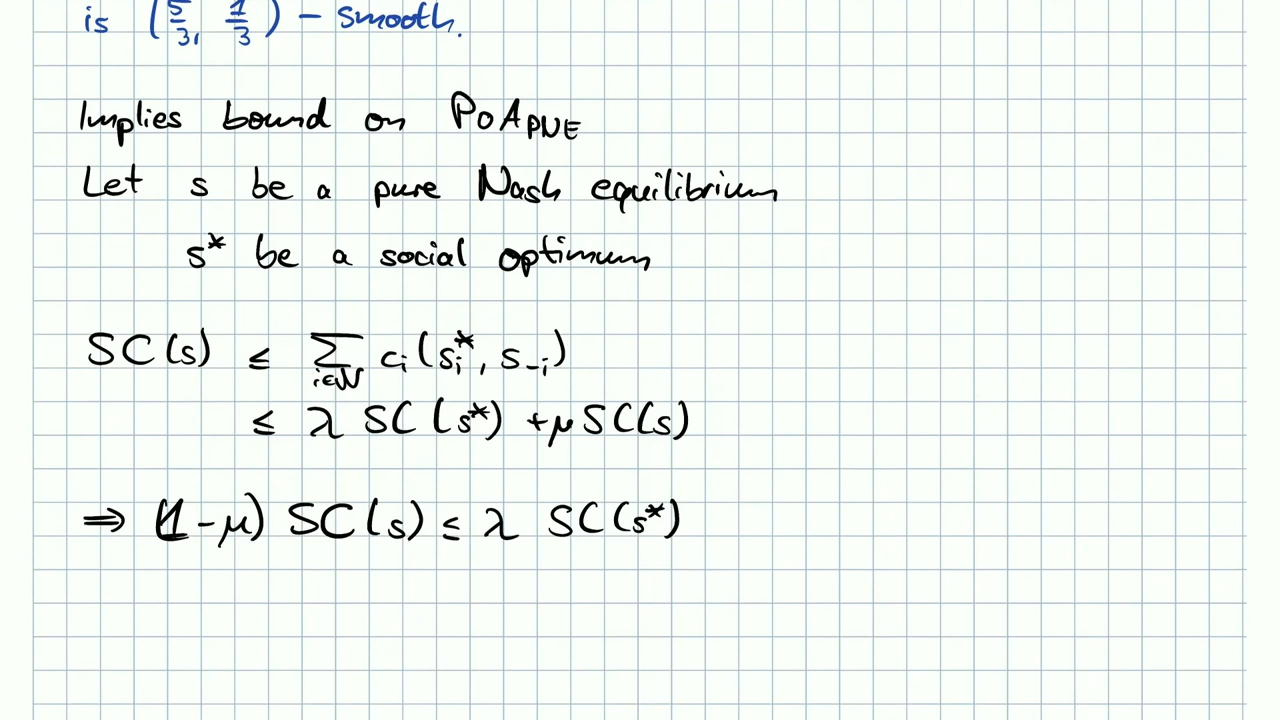 is (5/3, 1/3) - smooth.
Implies bound on PoA_PNE
Let s be a pure Nash equilibrium
s* be a social optimum
SC(s) ≤ ∑_{i∈N} c_i(s_i*, s_{-i})
≤ λ SC(s*) + μ SC(s)
⇒ (1-μ) SC(s) ≤ λ SC(s*)